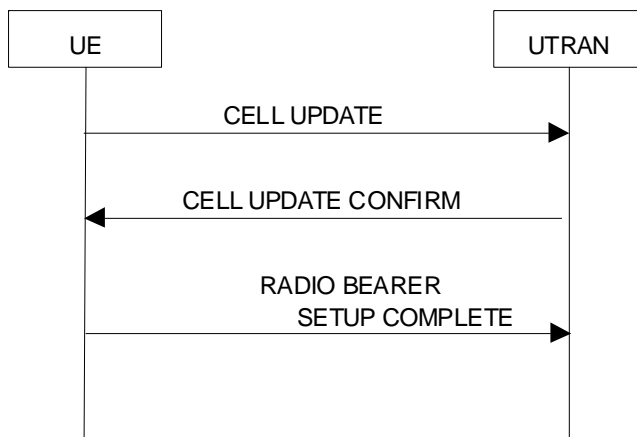 UE
UTRAN
CELL UPDATE
CELL UPDATE CONFIRM
RADIO BEARER
SETUP COMPLETE